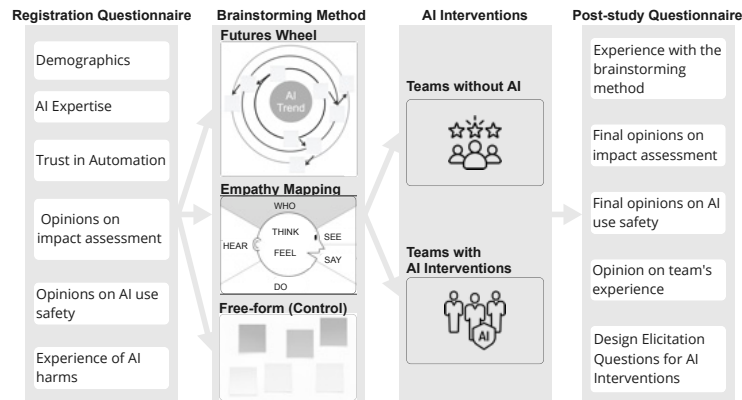 Registration Questionnaire
Demographics
AI Expertise
Trust in Automation
Opinions on
impact assessment
Opinions on AI use
safety
Experience of AI
harms
Brainstorming Method
Futures Wheel
AI
Trend
Empathy Mapping
WHO
THINK
FEEL
HEAR
SEE
SAY
DO
Free-form (Control)
AI Interventions
Teams without AI
Teams with
AI Interventions
AI
Post-study Questionnaire
Experience with the
brainstorming
method
Final opinions on
impact assessment
Final opinions on AI
use safety
Opinion on team's
experience
Design Elicitation
Questions for AI
Interventions